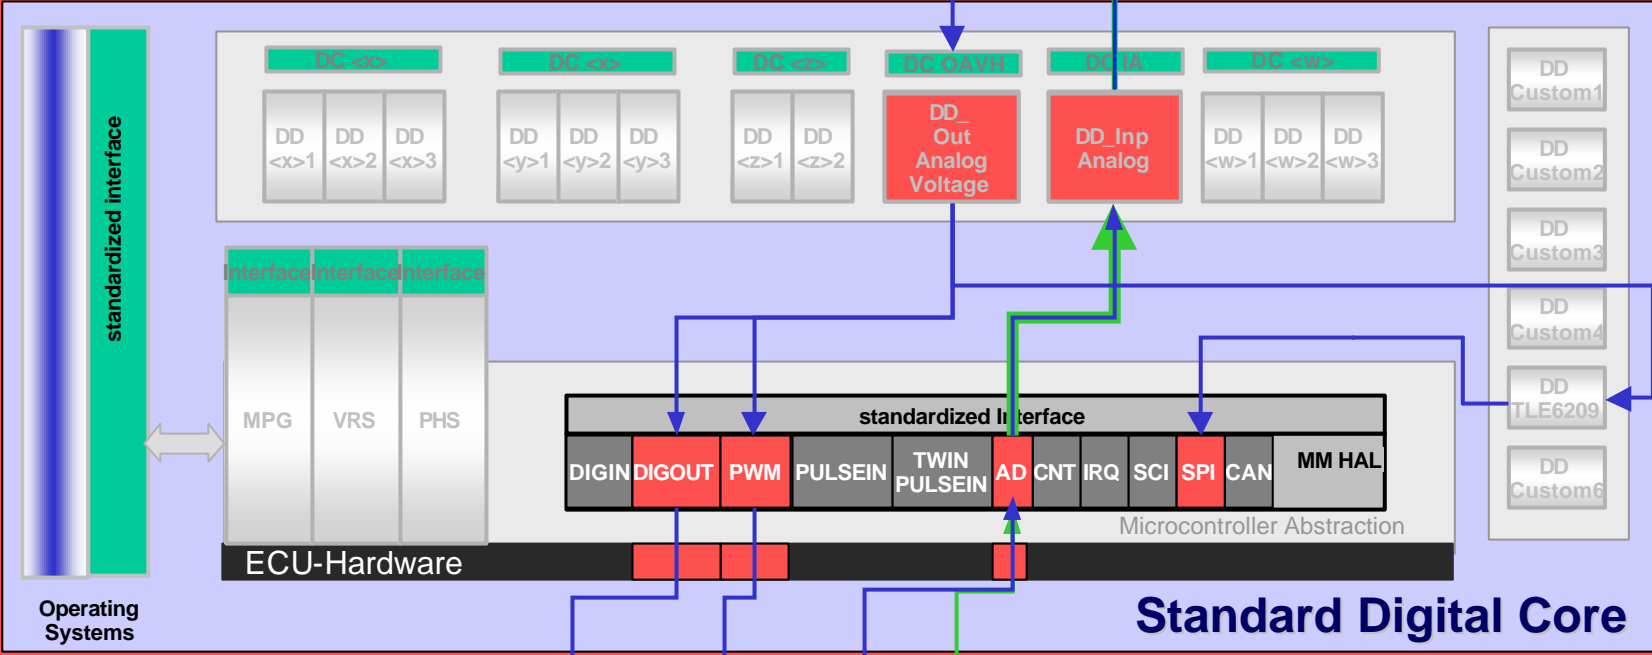 standardized interface
Operating
Systems
DC <x>
DC <x>
DC <z>
DC OAVH
DC IA
DC <w>
DD
<x>1
DD
<x>2
DD
<x>3
DD
<y>1
DD
<y>2
DD
<y>3
DD
<z>1
DD
<z>2
DD_
Out
Analog
Voltage
DD_Inp
Analog
DD
<w>1
DD
<w>2
DD
<w>3
DD
Custom1
DD
Custom2
DD
Custom3
DD
Custom4
DD
TLE6209
DD
Custom6
Interface
Interface
Interface
MPG
VRS
PHS
standardized Interface
DIGIN
DIGOUT
PWM
PULSEIN
TWIN
PULSEIN
AD
CNT
IRQ
SCI
SPI
CAN
MM HAL
Microcontroller Abstraction
ECU-Hardware
Standard Digital Core